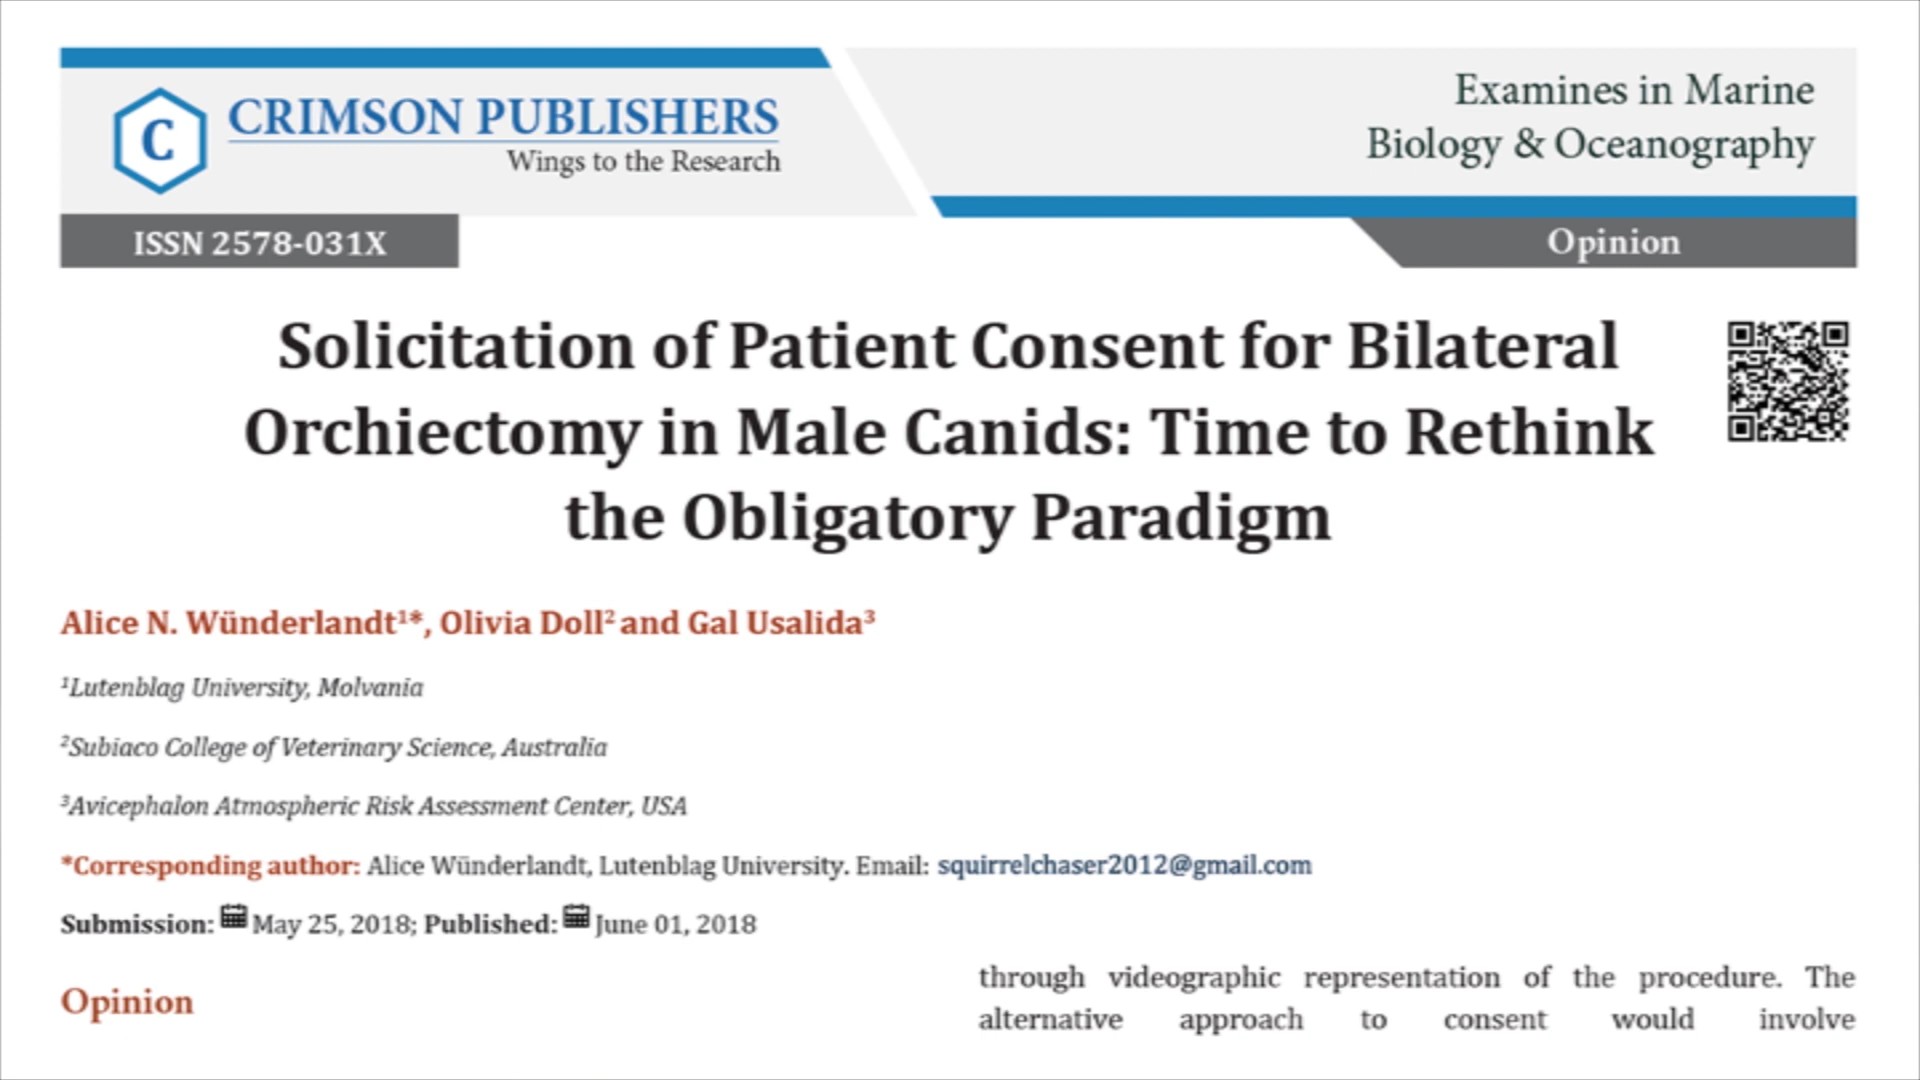 CRIMSON PUBLISHERS
Wings to the Research
Examines in Marine
Biology & Oceanography
ISSN 2578-031X
Opinion
Solicitation of Patient Consent for Bilateral
Orchiectomy in Male Canids: Time to Rethink
the Obligatory Paradigm
Alice N. Wünderlandt¹*, Olivia Doll² and Gal Usalida³
¹Lutenblag University, Molvania
²Subiaco College of Veterinary Science, Australia
³Avicephalon Atmospheric Risk Assessment Center, USA
*Corresponding author: Alice Wünderlandt, Lutenblag University. Email: squirrelchaser2012@gmail.com
Submission: May 25, 2018; Published: June 01, 2018
Opinion
through videographic representation of the procedure. The
alternative approach to consent would involve